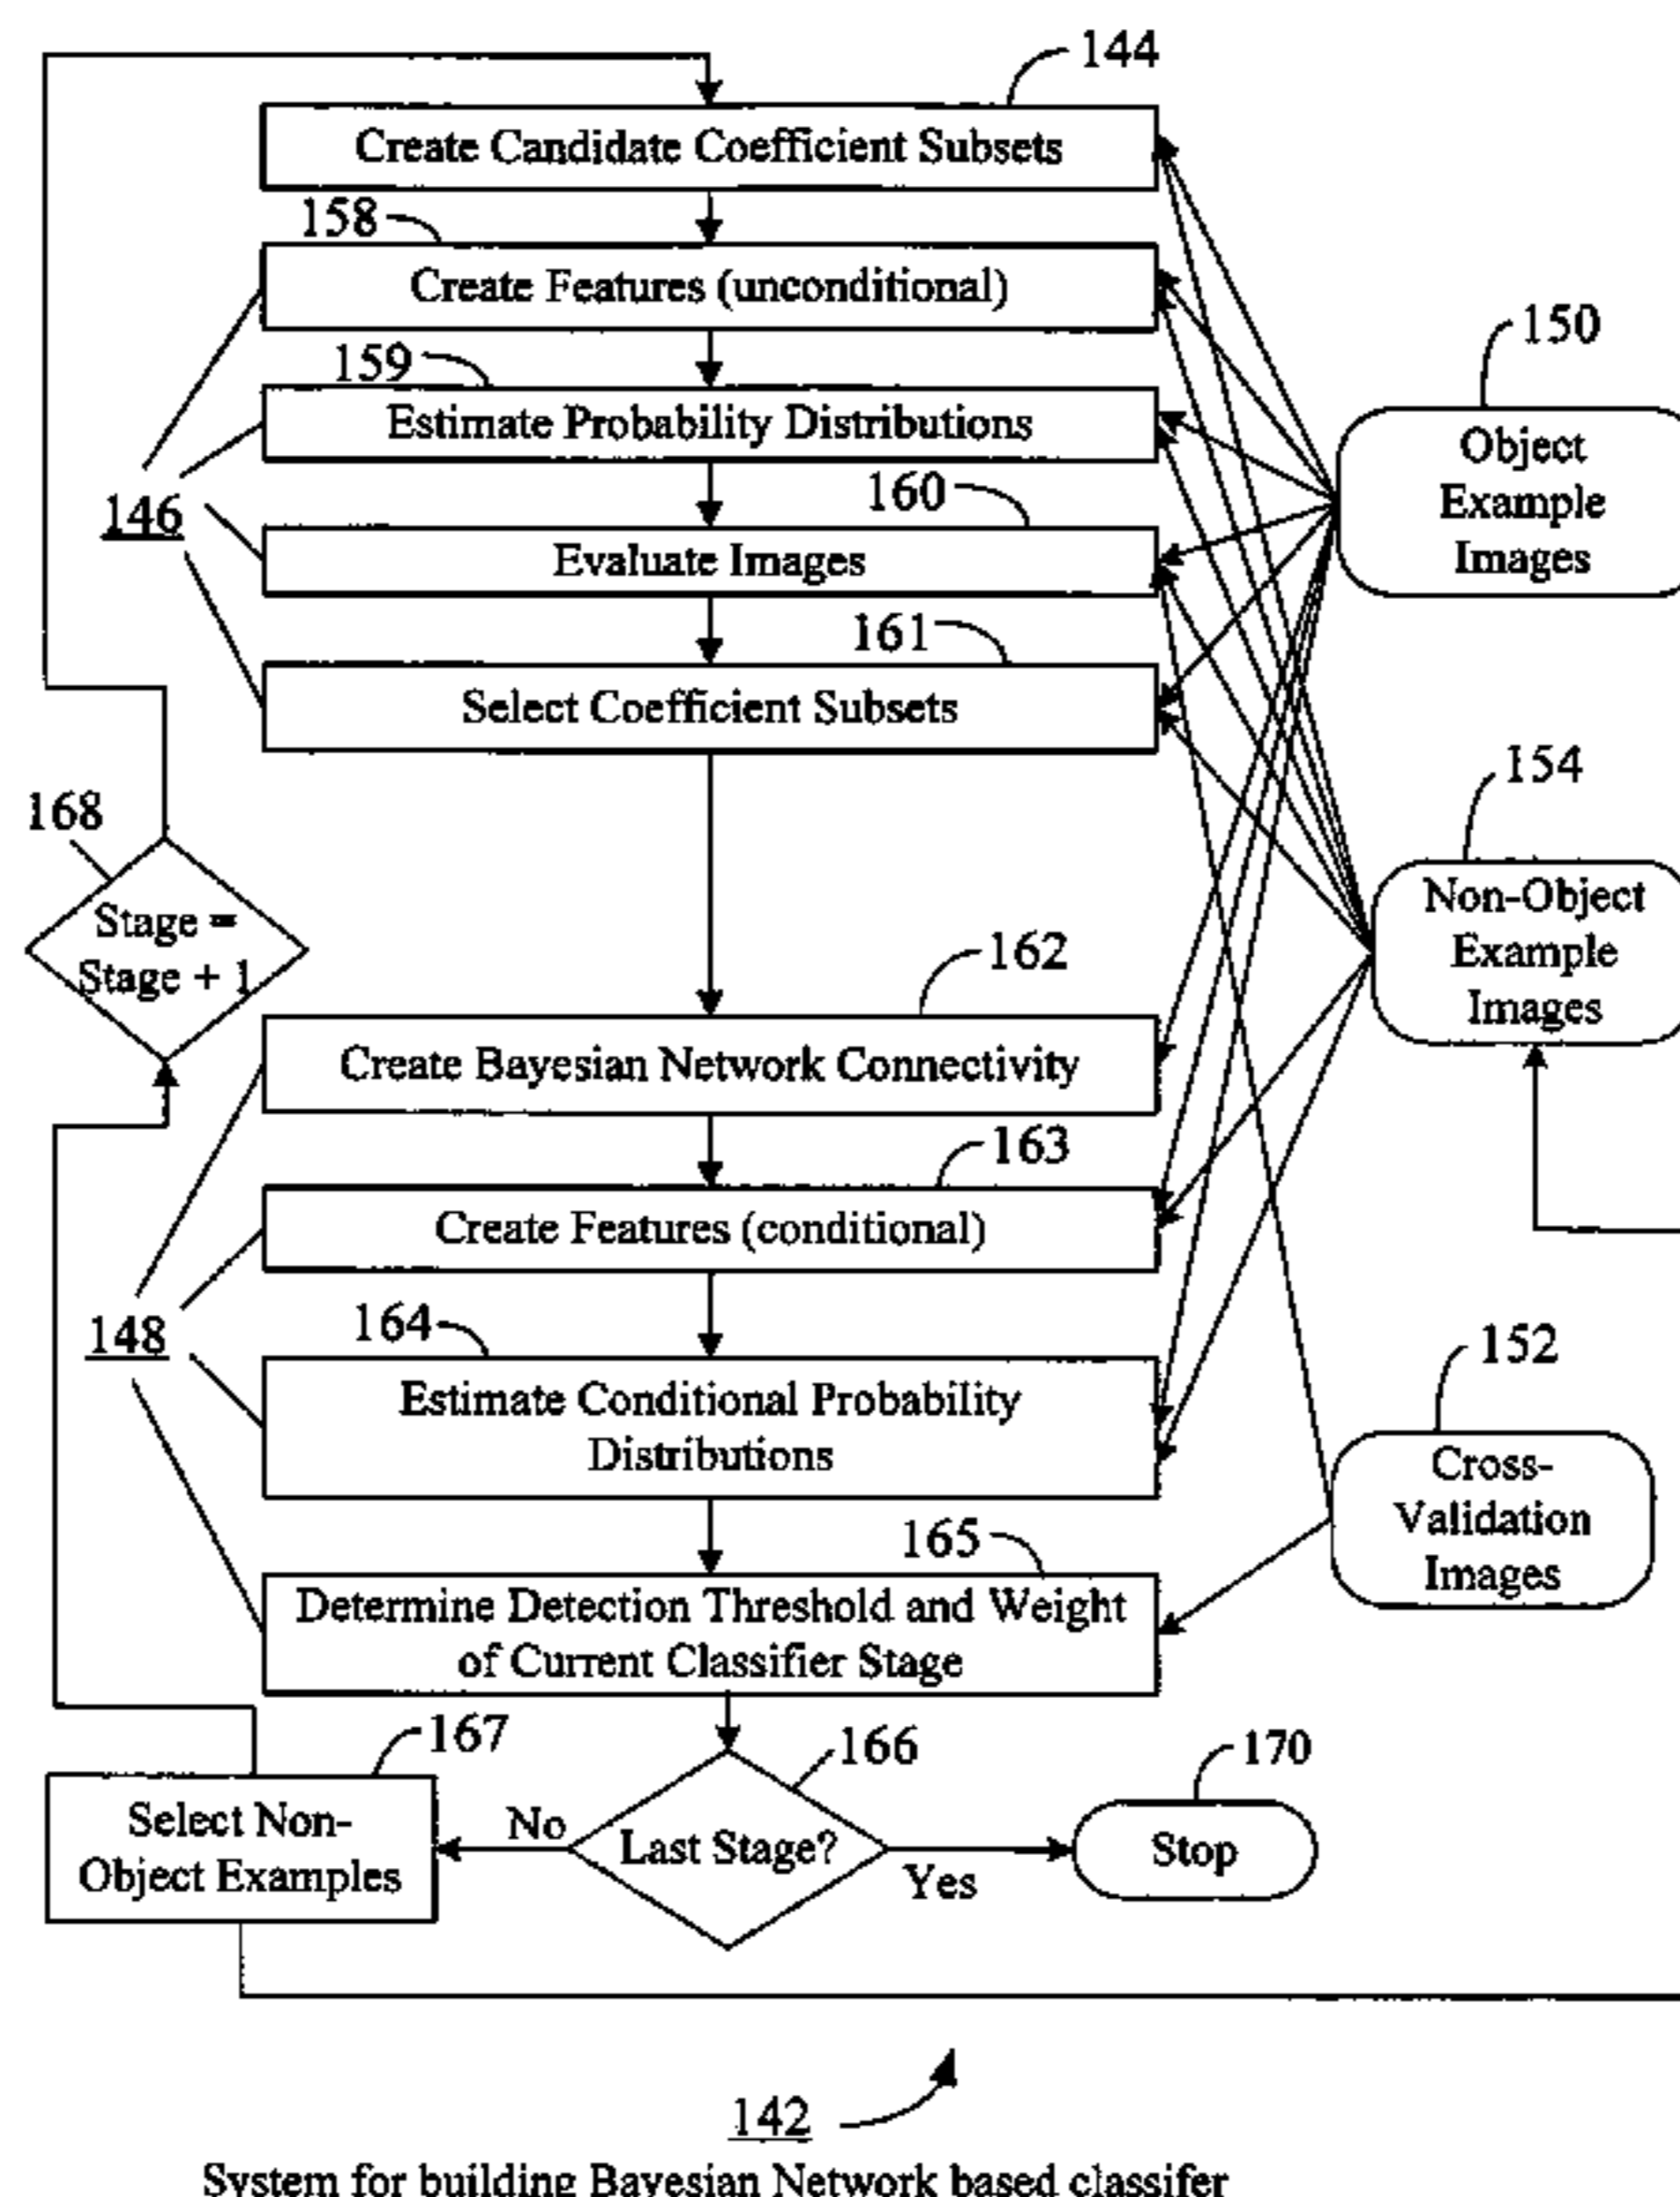 144
Create Candidate Coefficient Subsets
158
Create Features (unconditional)
150
159
Estimate Probability Distributions
Object
Example
Images
146
160
Evaluate Images
161
Select Coefficient Subsets
154
168
Stage =
Stage + 1
Non-Object
Example
Images
162
Create Bayesian Network Connectivity
163
Create Features (conditional)
148
164
Estimate Conditional Probability
Distributions
152
Cross-
Validation
Images
165
Determine Detection Threshold and Weight
of Current Classifier Stage
167
166
170
Select Non-
Object Examples
No
Last Stage?
Yes
Stop
142
System for building Bayesian Network based classifer